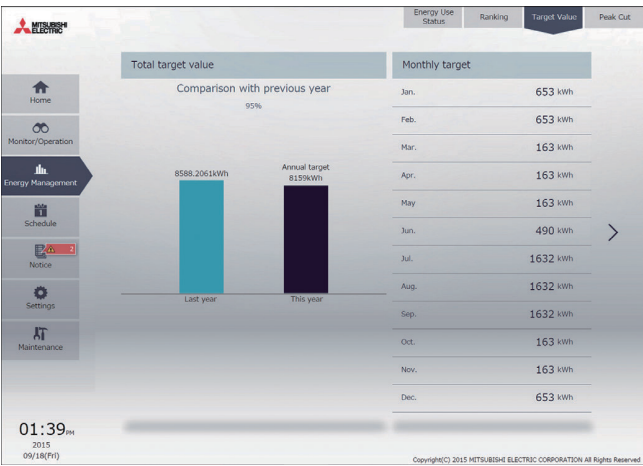 MITSUBISHI
ELECTRIC
Energy Use
Status
Ranking
Target Value
Peak Cut
Home
Monitor/Operation
Energy Management
Schedule
2
Notice
Settings
Maintenance
01:39 PM
2015
09/18(Fri)
Total target value
Comparison with previous year
95%
8588.2061kWh
Annual target
8159kWh
Last year
This year
Monthly target
Jan. 653 kWh
Feb. 653 kWh
Mar. 163 kWh
Apr. 163 kWh
May 163 kWh
Jun. 490 kWh
Jul. 1632 kWh
Aug. 1632 kWh
Sep. 1632 kWh
Oct. 163 kWh
Nov. 163 kWh
Dec. 653 kWh
Copyright(C) 2015 MITSUBISHI ELECTRIC CORPORATION All Rights Reserved